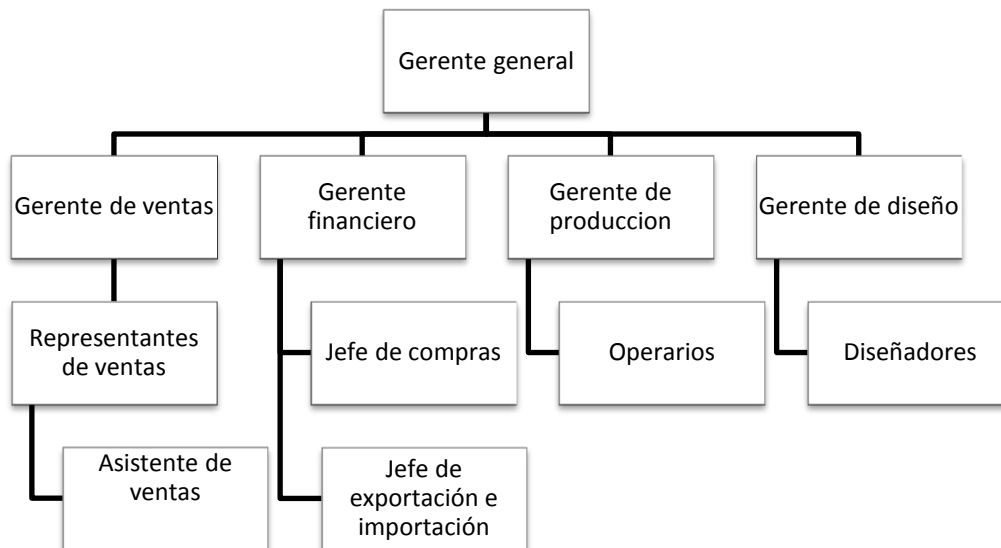 Gerente general
Gerente de ventas
Gerente
financiero
Gerente de
produccion
Gerente de diseño
Representantes
de ventas
Jefe de compras
Operarios
Diseñadores
Asistente de
ventas
Jefe de
exportación e
importación